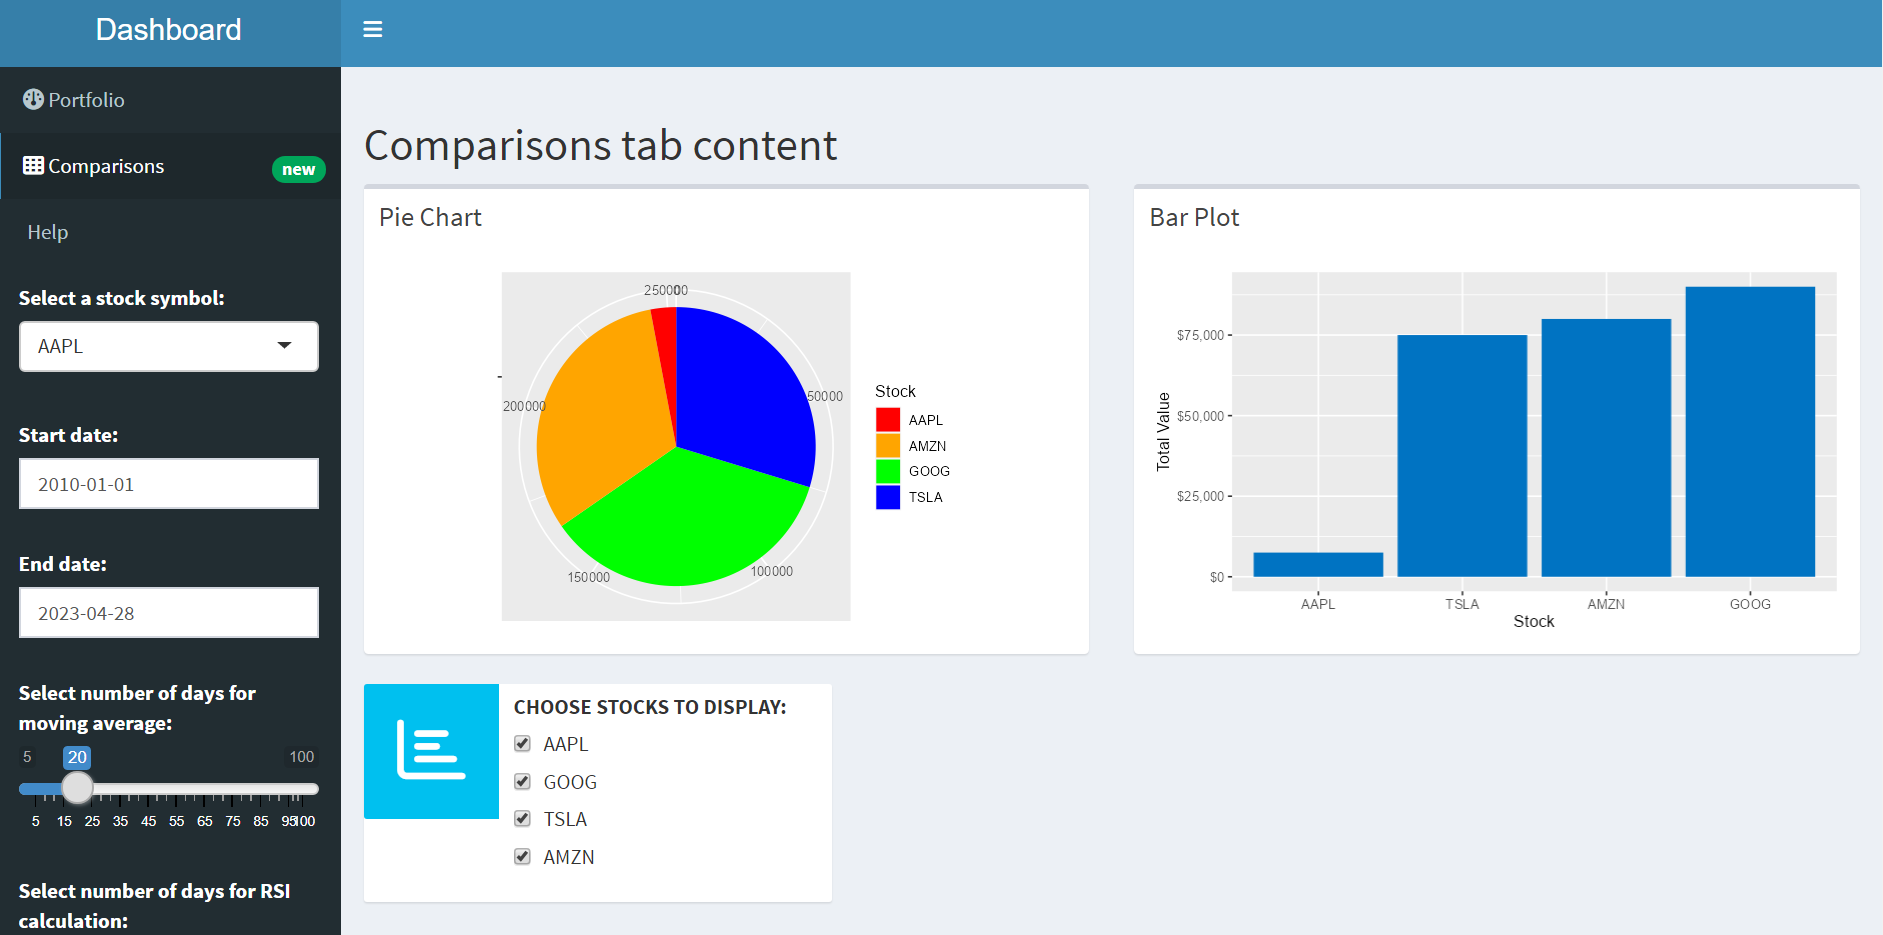 Dashboard
Portfolio
Comparisons
new
Help
Select a stock symbol:
AAPL
Start date:
2010-01-01
End date:
2023-04-28
Select number of days for
moving average:
5 20 100
5 15 25 35 45 55 65 75 85 95 100
Select number of days for RSI
calculation:
Comparisons tab content
Pie Chart
250000
0
50000
200000
150000
100000
Stock
AAPL
AMZN
GOOG
TSLA
Bar Plot
Total Value
$75,000
$50,000
$25,000
$0
AAPL TSLA AMZN GOOG
Stock
CHOOSE STOCKS TO DISPLAY:
AAPL
GOOG
TSLA
AMZN